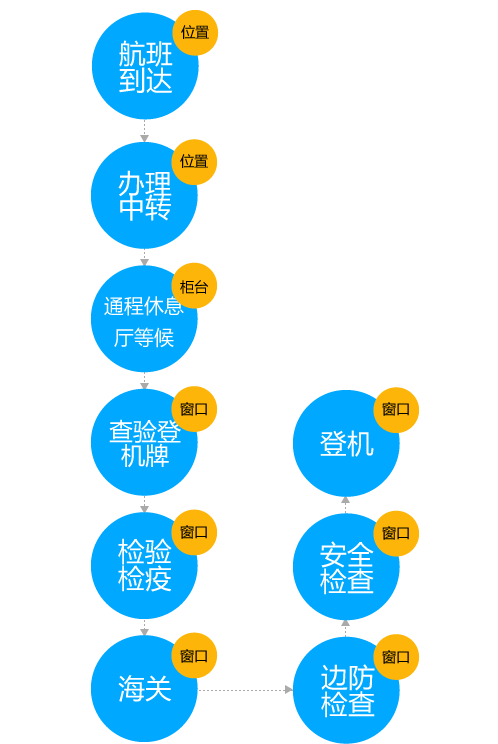 位置
航班
到达
位置
办理
中转
柜台
通程休息
厅等候
窗口
查验登
机牌
窗口
检验
检疫
窗口
海关
窗口
边防
检查
窗口
安全
检查
窗口
登机